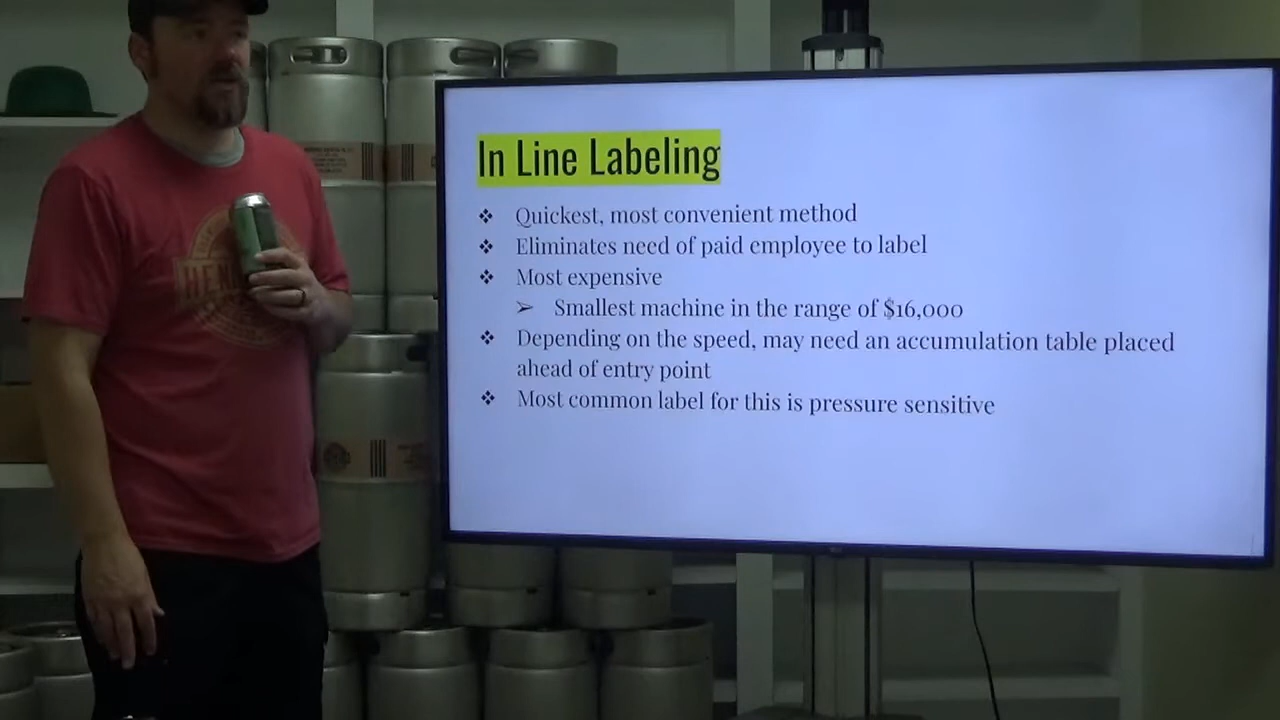 In Line Labeling
❖ Quickest, most convenient method
❖ Eliminates need of paid employee to label
❖ Most expensive
➢ Smallest machine in the range of $16,000
❖ Depending on the speed, may need an accumulation table placed
ahead of entry point
❖ Most common label for this is pressure sensitive